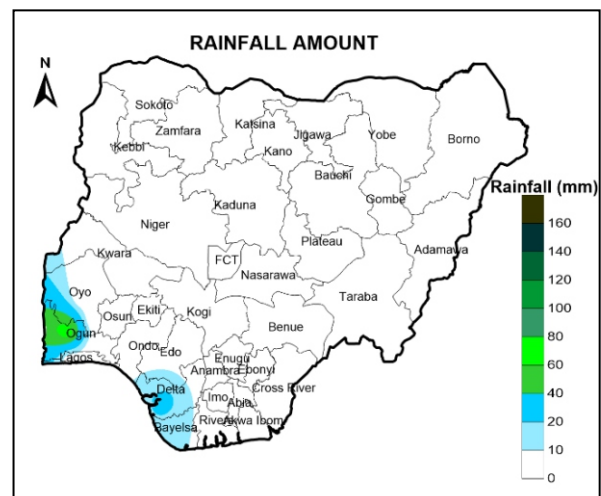 RAINFALL AMOUNT
N
Sokoto
Zamfara
Katsina
Jigawa
Yobe
Borno
Kebbi
Kano
Bauchi
Gombe
Kaduna
Niger
Plateau
Adamawa
Kwara
FCT
Nasarawa
Taraba
Oyo
Osun
Ekiti
Kogi
Benue
Ogun
Ondo
Edo
Lagos
Enugu
Anambra
Ebonyi
Cross River
Delta
Imo
Abia
Bayelsa
Rivers
Akwa Ibom
Rainfall (mm)
160
140
120
100
80
60
40
20
10
0